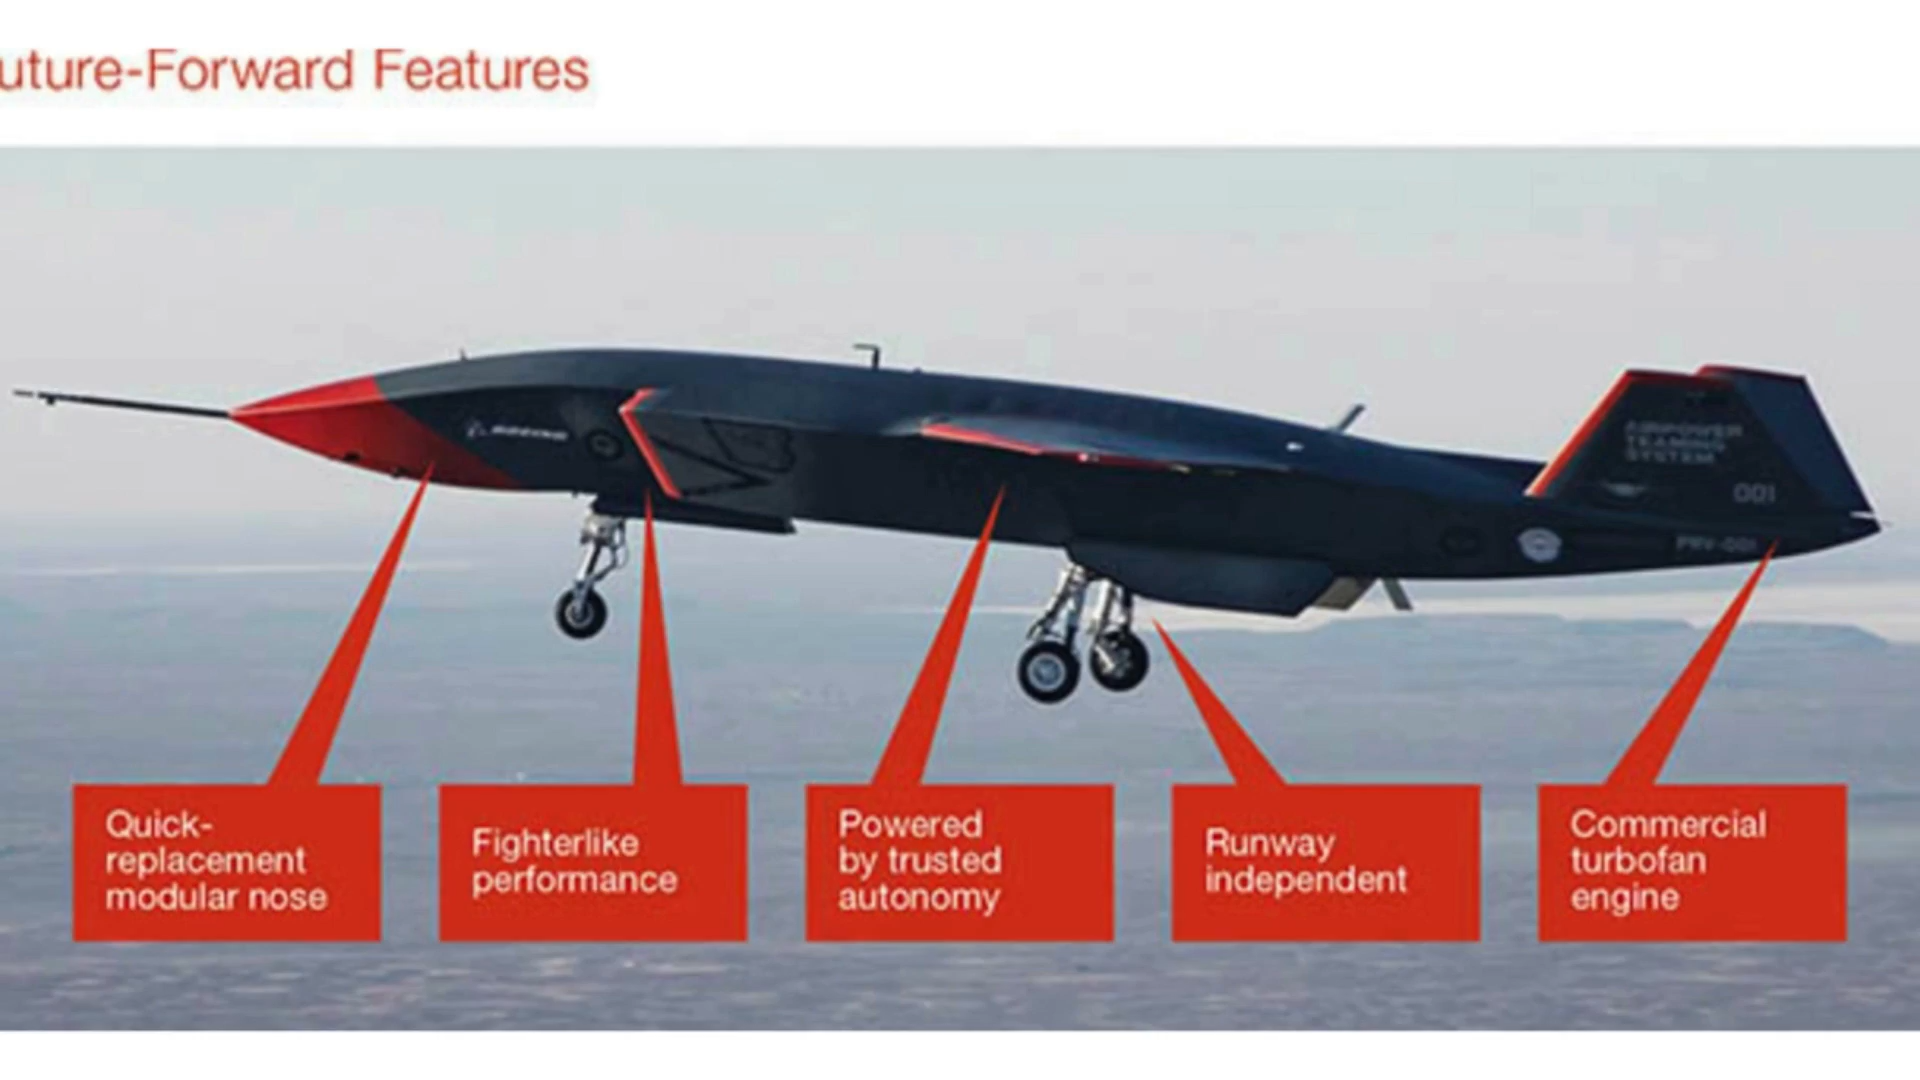 uture-Forward Features
BOEING
AIRPOWER
TEAMING
SYSTEM
001
Quick-
replacement
modular nose
Fighterlike
performance
Powered
by trusted
autonomy
Runway
independent
Commercial
turbofan
engine